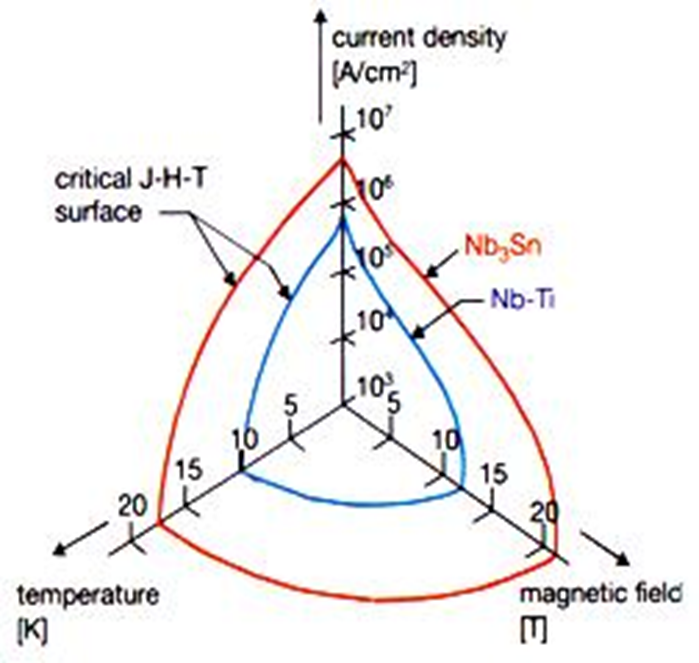 current density
[A/cm²]
10⁷
critical J-H-T
surface
10⁶
Nb₃Sn
10⁵
Nb-Ti
10⁴
10³
5
5
10
10
15
15
20
20
temperature
[K]
magnetic field
[T]